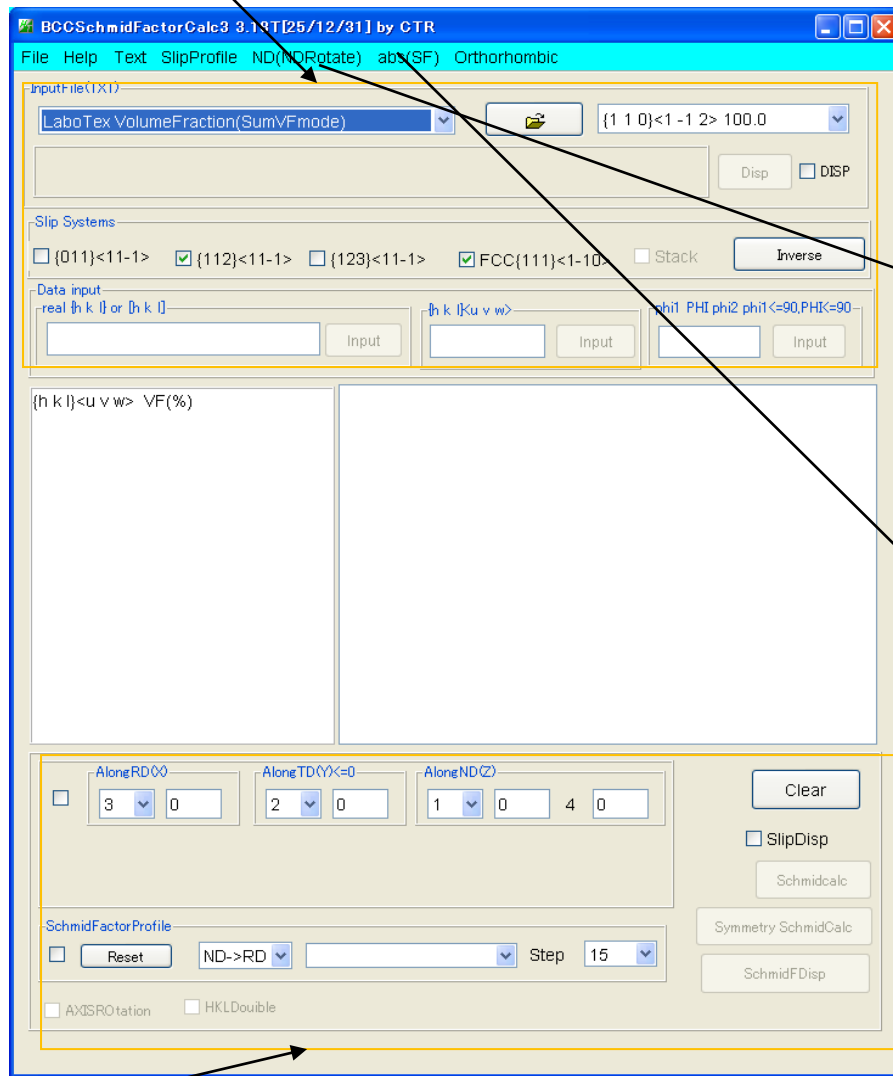 BCCSchmidFactorCalc3 3.13T[25/12/31] by CTR
File Help Text SlipProfile ND(NDRotate) abs(SF) Orthorhombic
InputFile(TXT)
LaboTex VolumeFraction(SumVFmode) {1 1 0}<1 -1 2> 100.0
Disp DISP
Slip Systems
{011}<11-1> {112}<11-1> {123}<11-1> FCC{111}<1-10> Stack Inverse
Data input
real {h k l} or [h k l] {h k l}<u v w> phi1 PHI phi2 phi1<=90,PHI<=90
Input Input Input
{h k l}<u v w> VF(%)
AlongRD(X) AlongTD(Y)<=0 AlongND(Z)
3 0 2 0 1 0 4 0
Clear
SlipDisp
Schmidcalc
SchmidFactorProfile
Symmetry SchmidCalc
Reset ND->RD Step 15
SchmidFDisp
AXISROtation HKLDouible